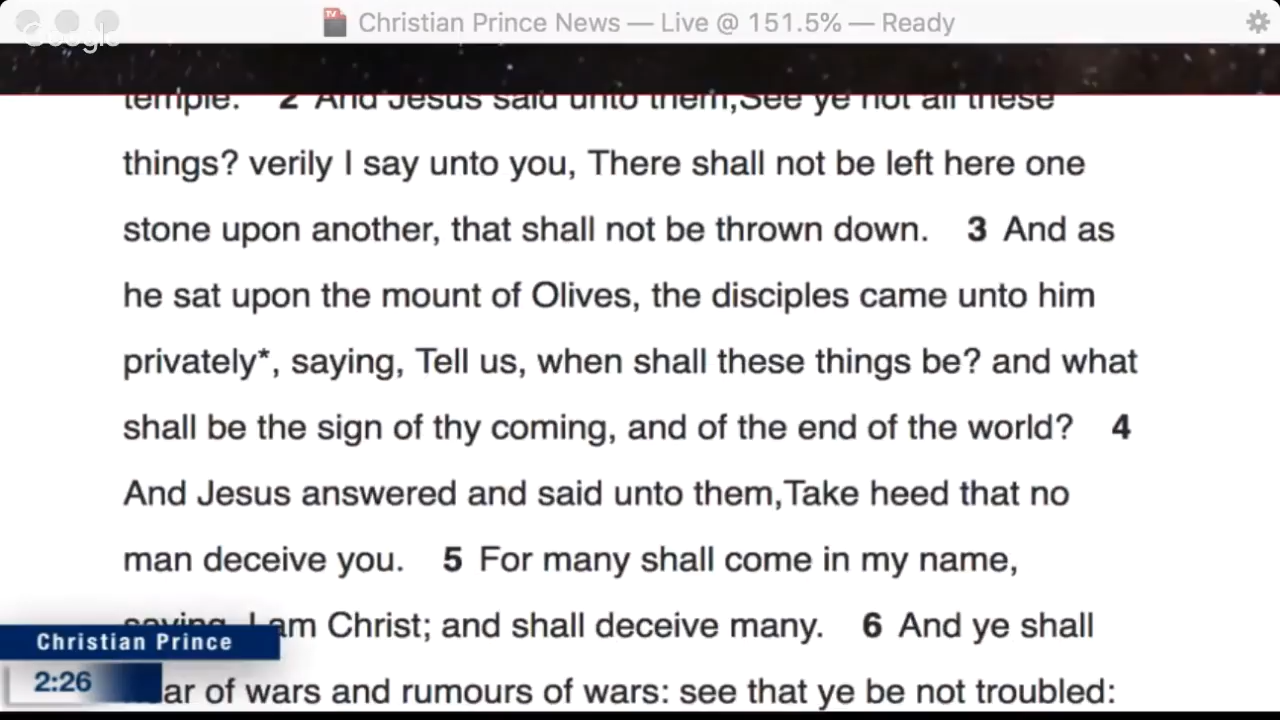 Christian Prince News — Live @ 151.5% — Ready
Google
temple. 2 And Jesus said unto them,See ye not all these
things? verily I say unto you, There shall not be left here one
stone upon another, that shall not be thrown down. 3 And as
he sat upon the mount of Olives, the disciples came unto him
privately*, saying, Tell us, when shall these things be? and what
shall be the sign of thy coming, and of the end of the world? 4
And Jesus answered and said unto them,Take heed that no
man deceive you. 5 For many shall come in my name,
saying, I am Christ; and shall deceive many. 6 And ye shall
of wars and rumours of wars: see that ye be not troubled:
Christian Prince
2:26